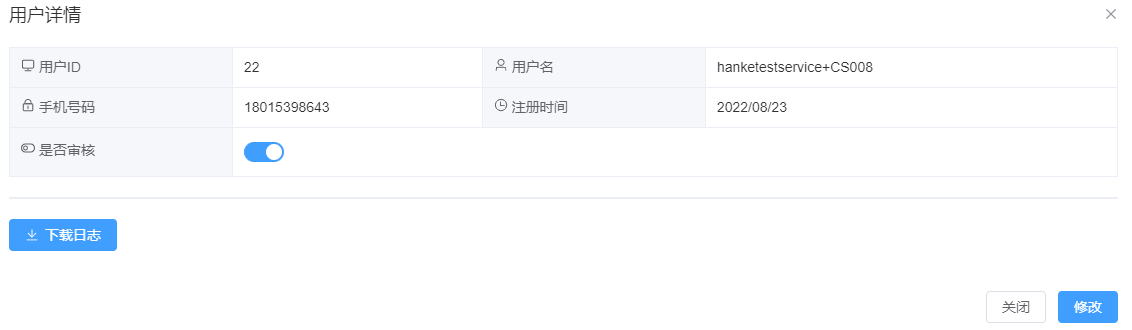 用户详情
用户ID 22 用户名 hanketestservice+CS008
手机号码 18015398643 注册时间 2022/08/23
是否审核
下载日志
关闭 修改